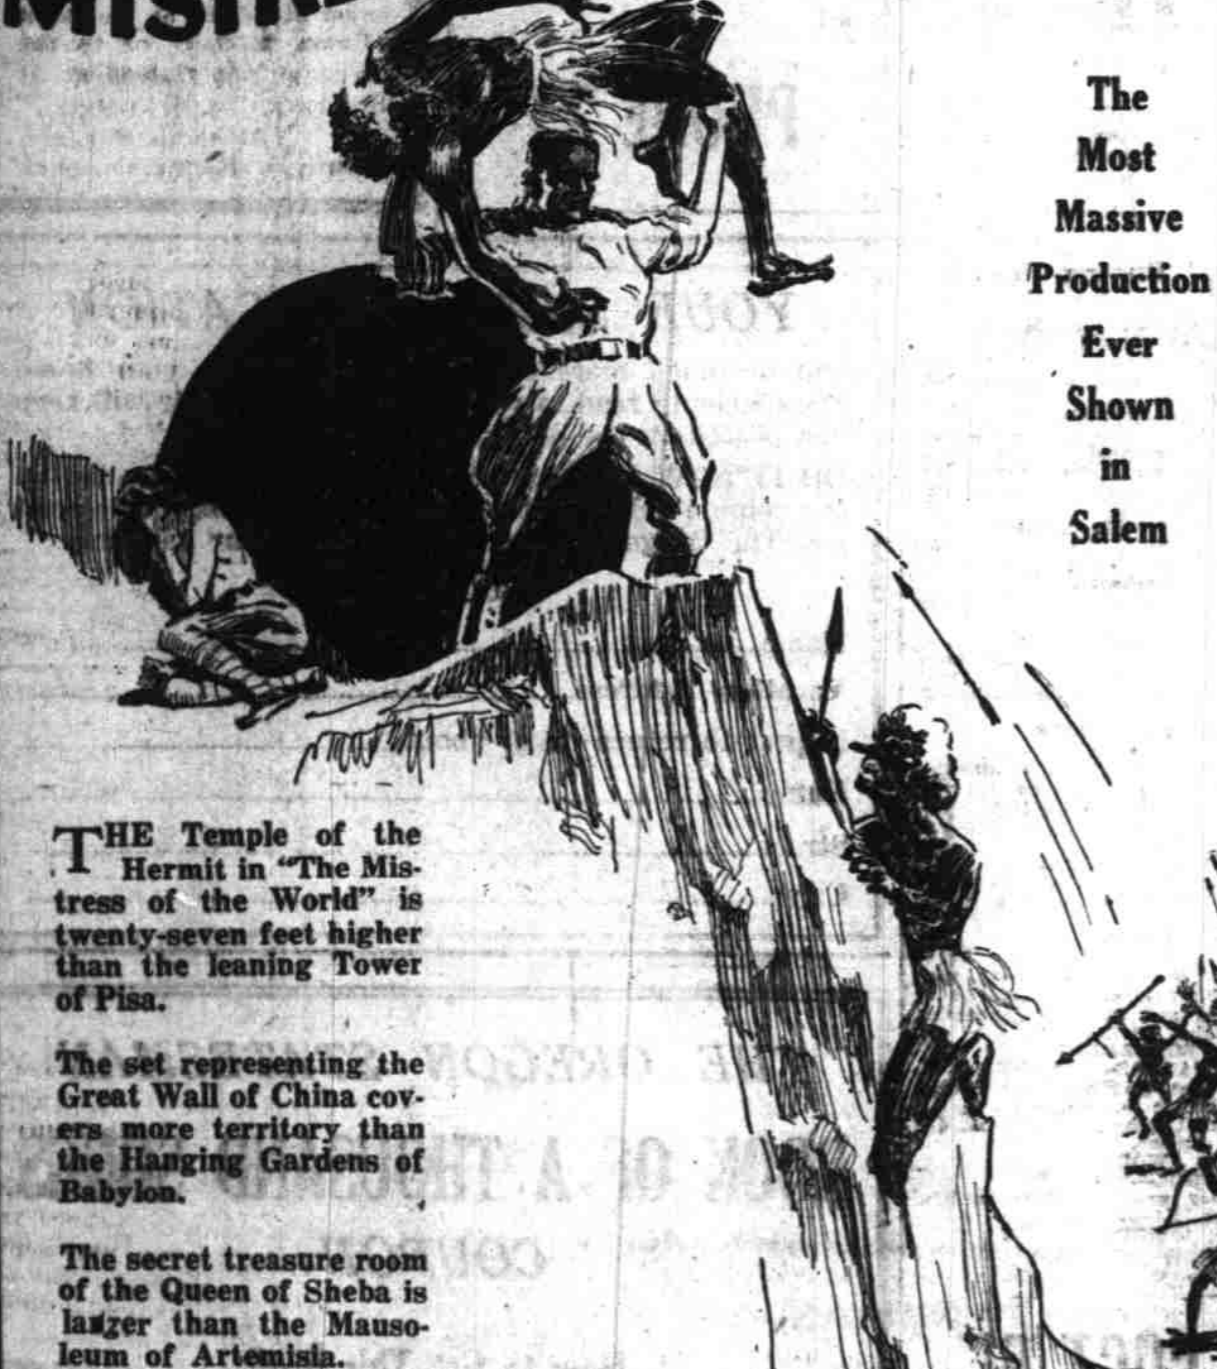 The
Most
Massive
Production
Ever
Shown
in
Salem
THE Temple of the
Hermit in “The Mis-
tress of the World” is
twenty-seven feet higher
than the leaning Tower
of Pisa.
The set representing the
Great Wall of China cov-
ers more territory than
the Hanging Gardens of
Babylon.
The secret treasure room
of the Queen of Sheba is
larger than the Mauso-
leum of Artemisia.